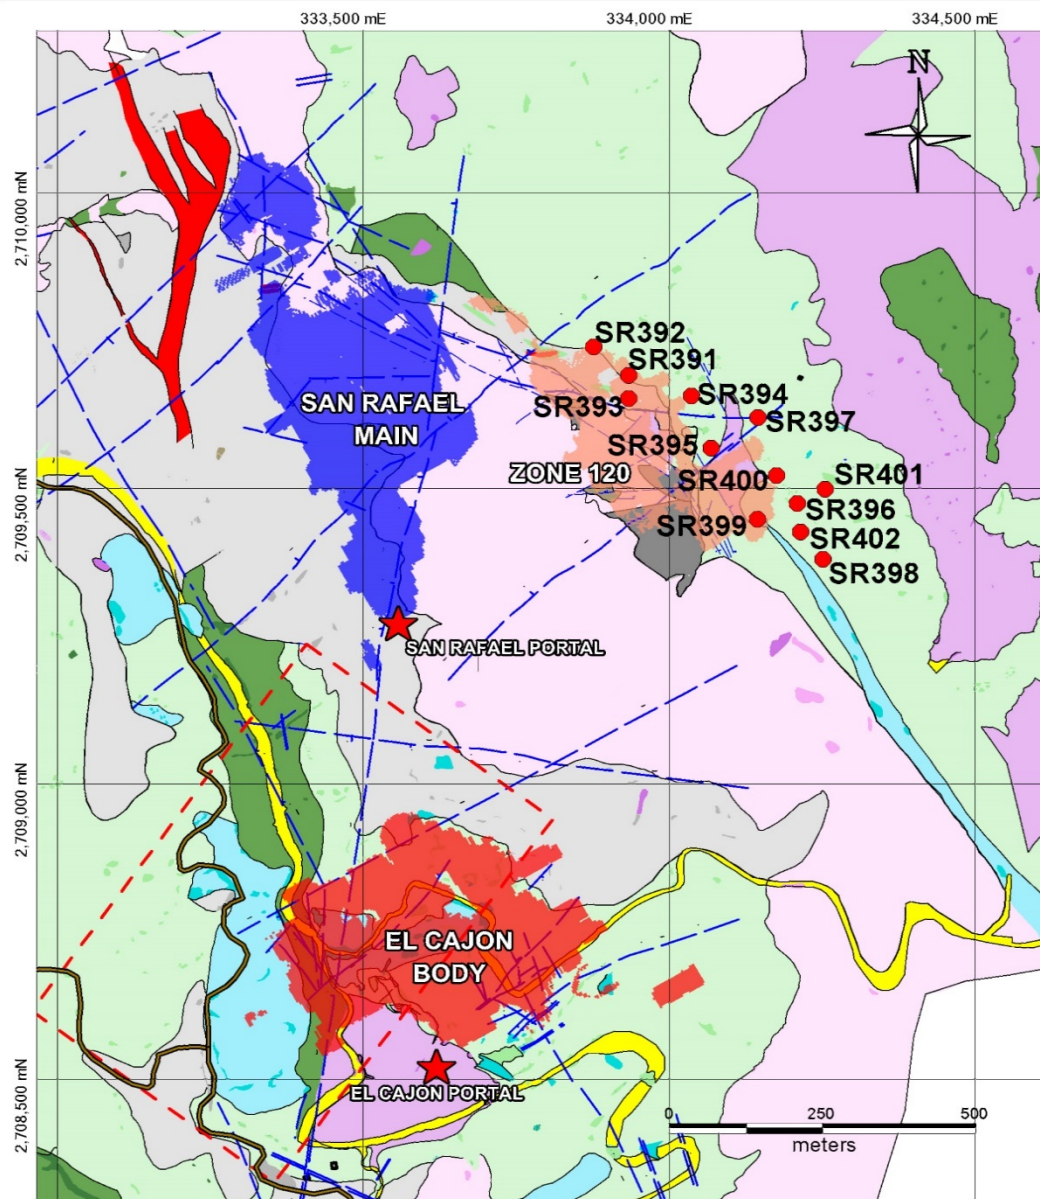 333,500 mE
334,000 mE
334,500 mE
N
2,710,000 mN
SR392
SR391
SR394
SR393
SR397
SAN RAFAEL
MAIN
SR395
ZONE 120
SR400
SR401
2,709,500 mN
SR396
SR399
SR402
SR398
SAN RAFAEL PORTAL
2,709,000 mN
EL CAJON
BODY
EL CAJON PORTAL
2,708,500 mN
0
250
500
meters